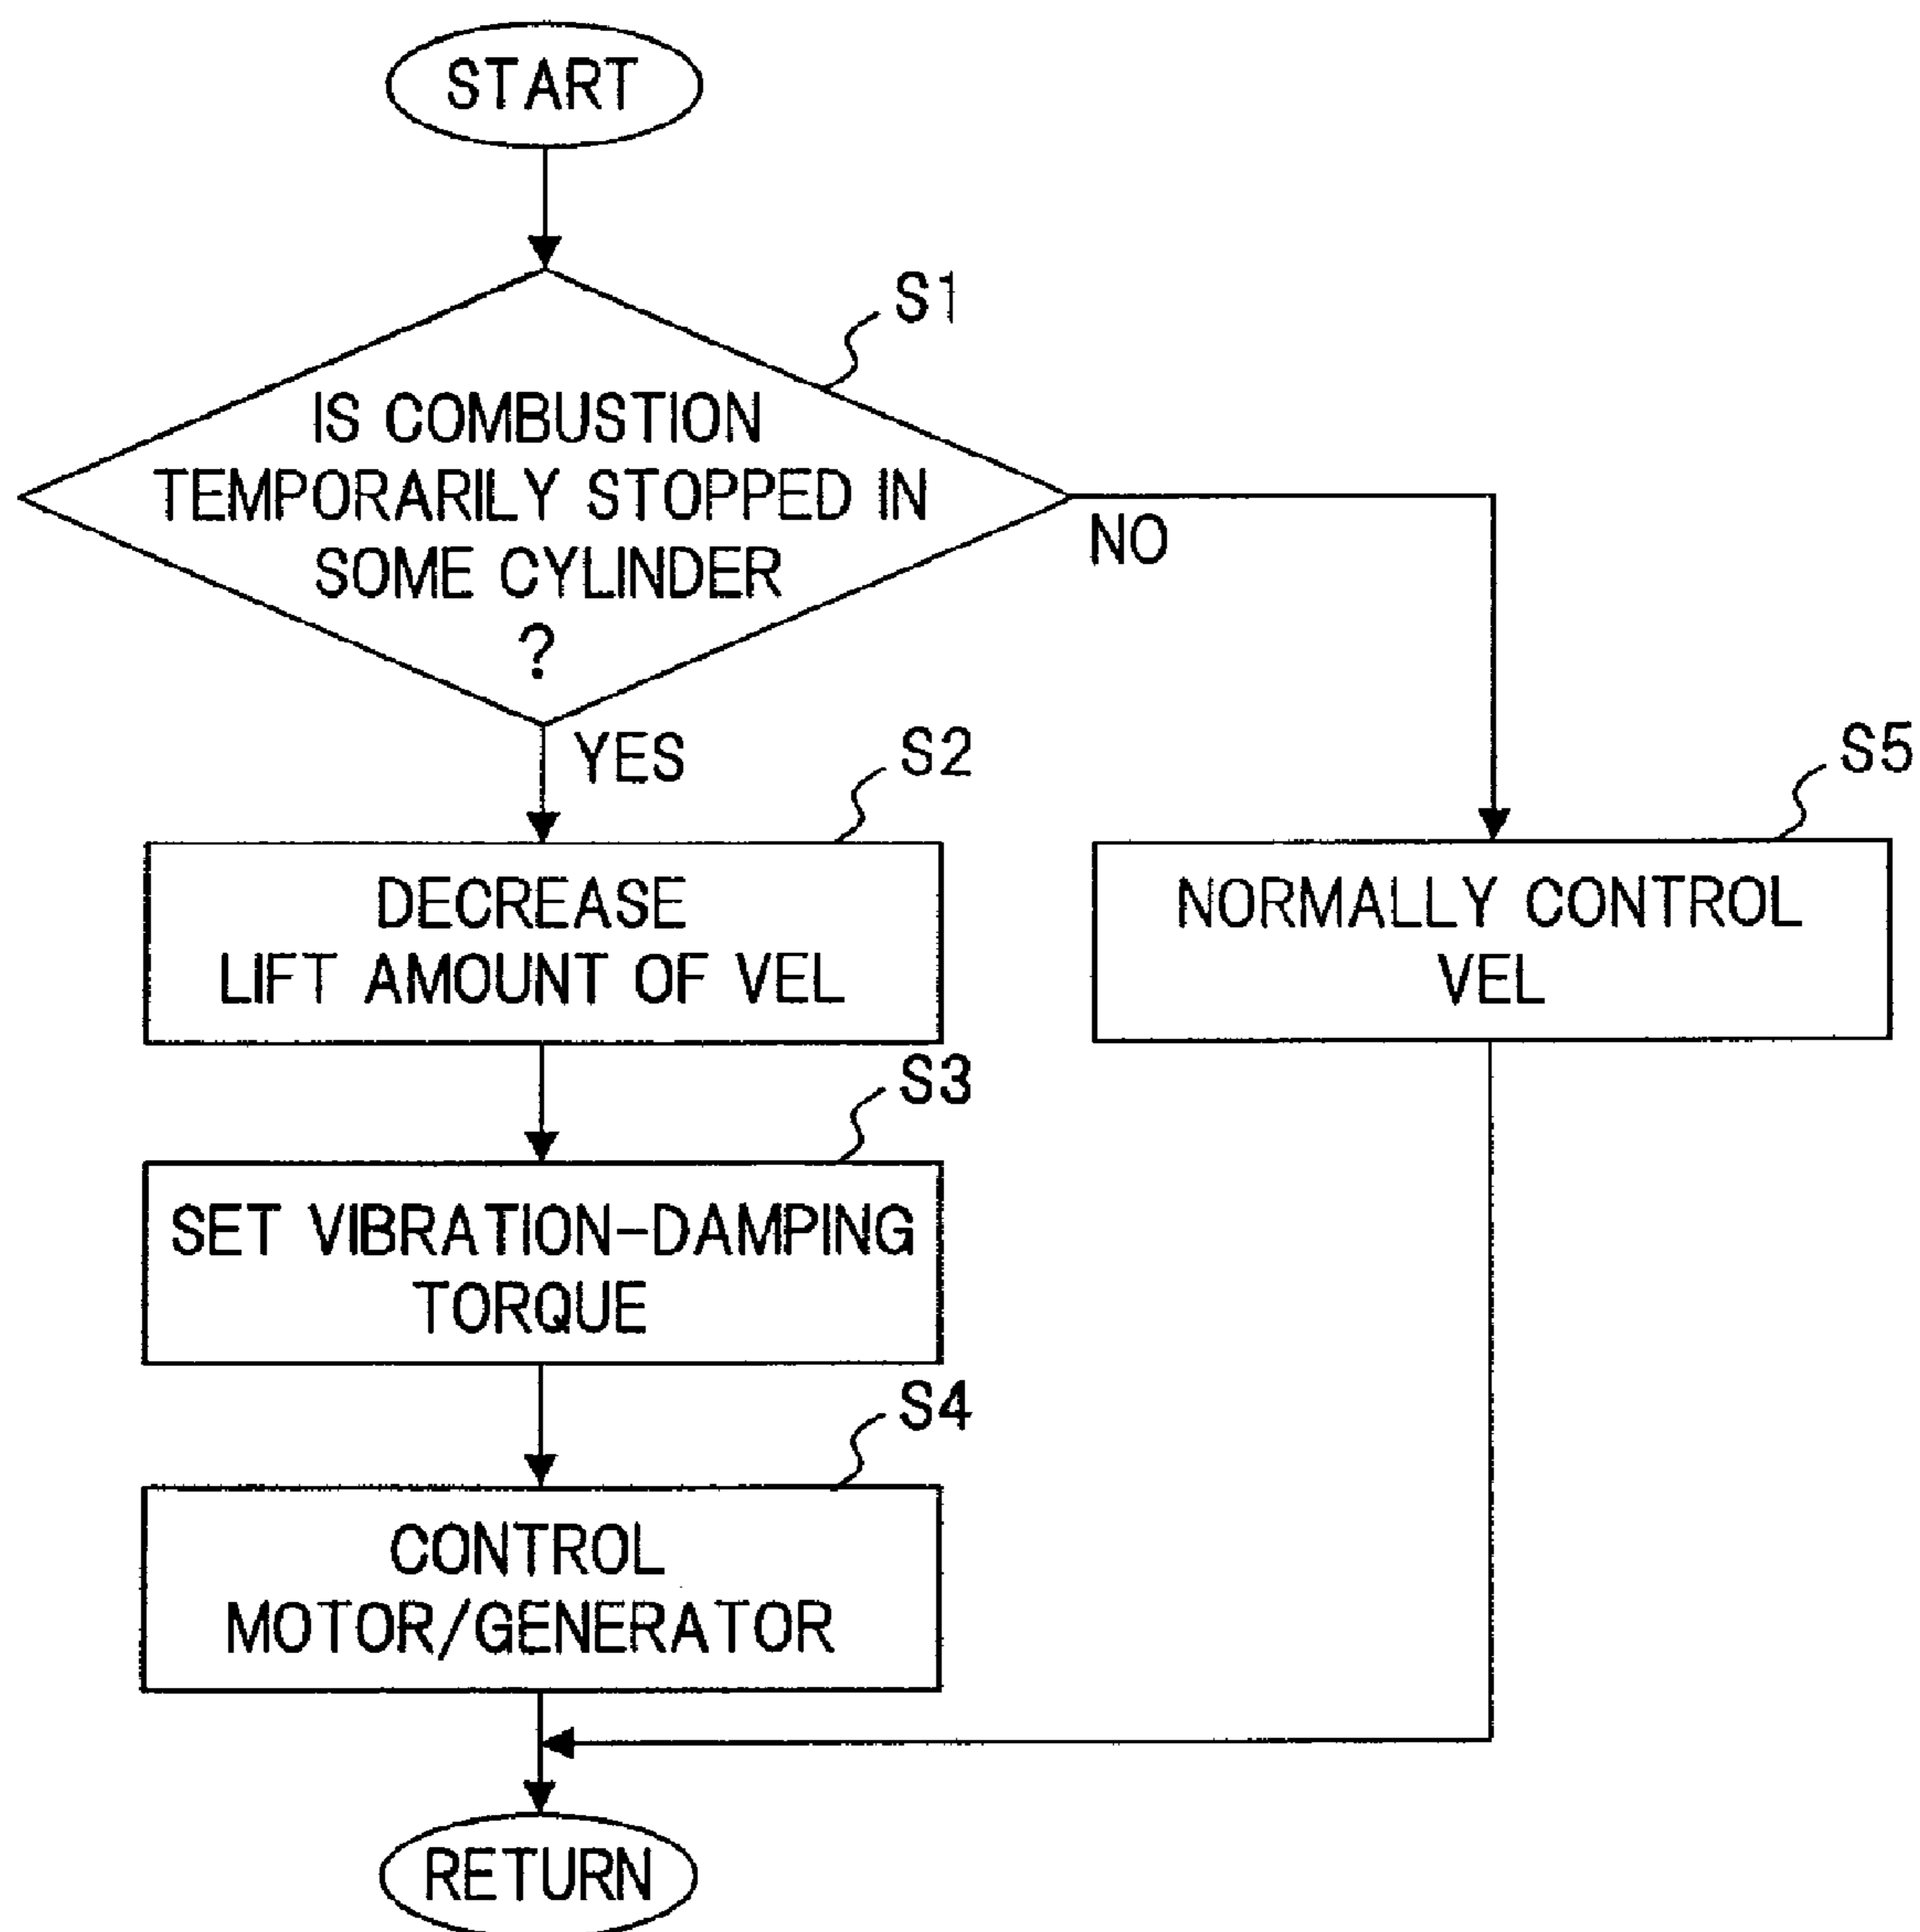 START
S1
IS COMBUSTION
TEMPORARILY STOPPED IN
SOME CYLINDER
?
NO
YES
S2
DECREASE
LIFT AMOUNT OF VEL
S5
NORMALLY CONTROL
VEL
S3
SET VIBRATION-DAMPING
TORQUE
S4
CONTROL
MOTOR/GENERATOR
RETURN